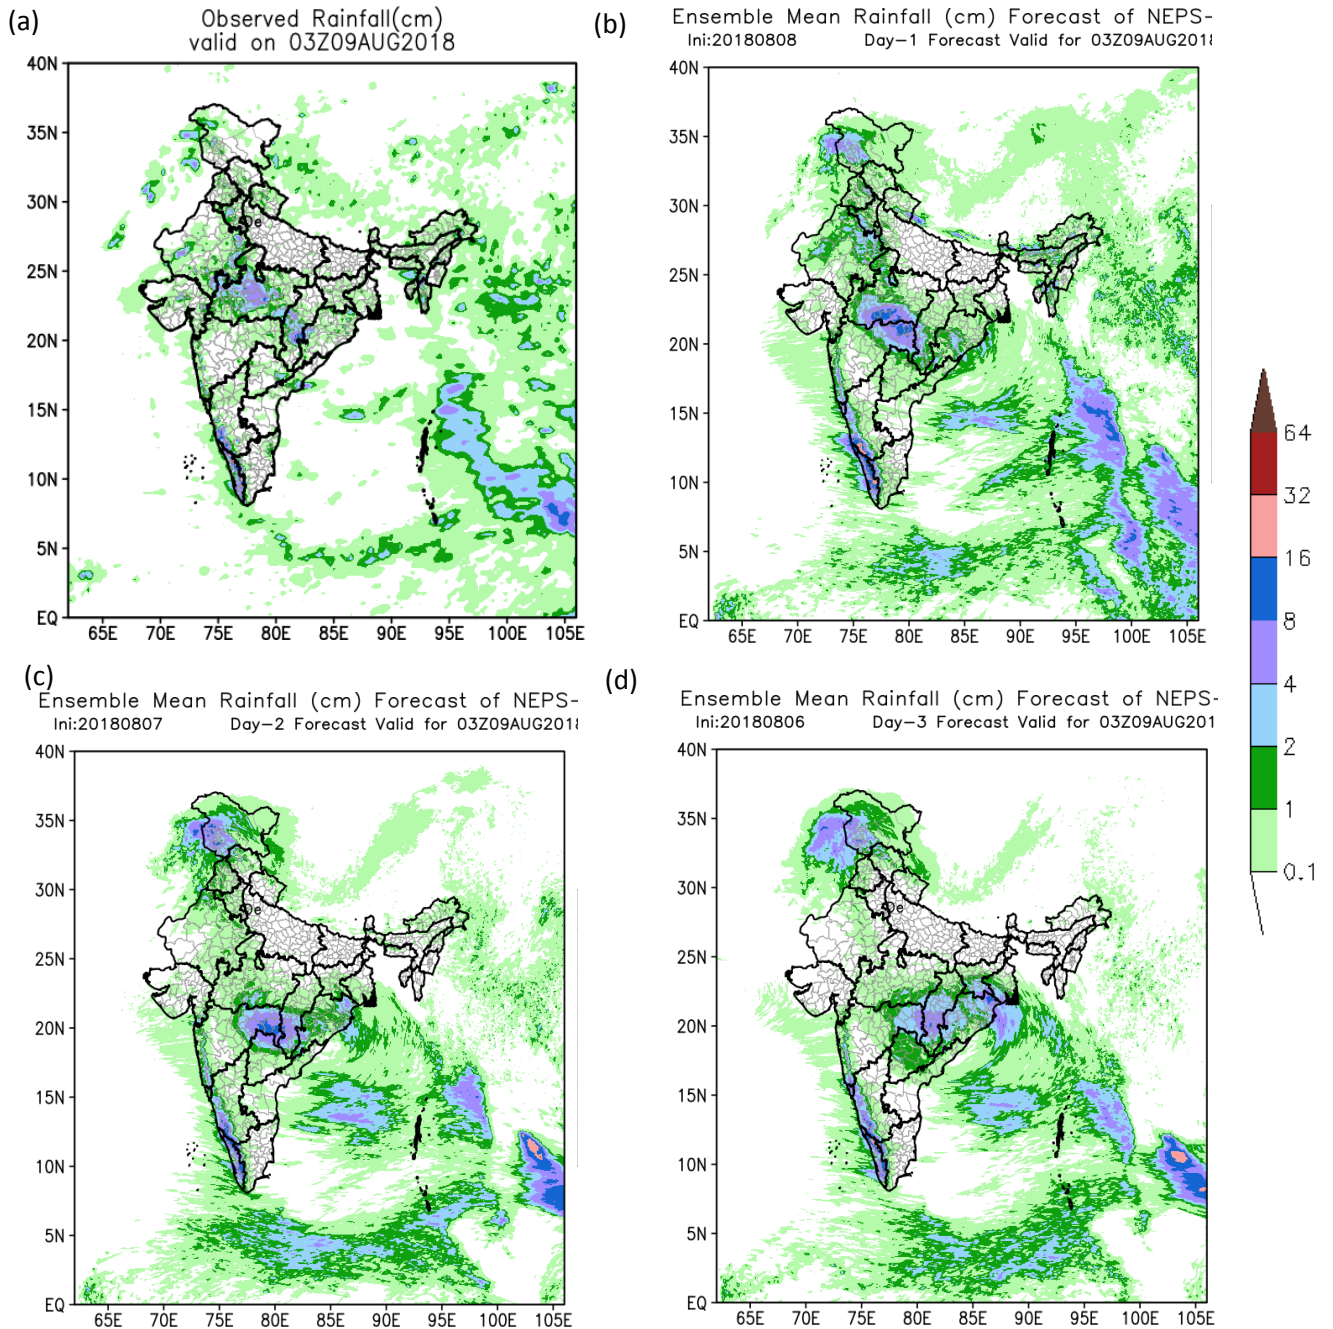 (a)
Observed Rainfall(cm)
valid on 03Z09AUG2018
40N
35N
30N
25N
20N
15N
10N
5N
EQ
65E 70E 75E 80E 85E 90E 95E 100E 105E
(b)
Ensemble Mean Rainfall (cm) Forecast of NEPS-
Ini:20180808 Day-1 Forecast Valid for 03Z09AUG2018
40N
35N
30N
25N
20N
15N
10N
5N
EQ
65E 70E 75E 80E 85E 90E 95E 100E 105E
64
32
16
8
4
2
1
0.1
(c)
Ensemble Mean Rainfall (cm) Forecast of NEPS-
Ini:20180807 Day-2 Forecast Valid for 03Z09AUG2018
40N
35N
30N
25N
20N
15N
10N
5N
EQ
65E 70E 75E 80E 85E 90E 95E 100E 105E
(d)
Ensemble Mean Rainfall (cm) Forecast of NEPS-
Ini:20180806 Day-3 Forecast Valid for 03Z09AUG201
40N
35N
30N
25N
20N
15N
10N
5N
EQ
65E 70E 75E 80E 85E 90E 95E 100E 105E